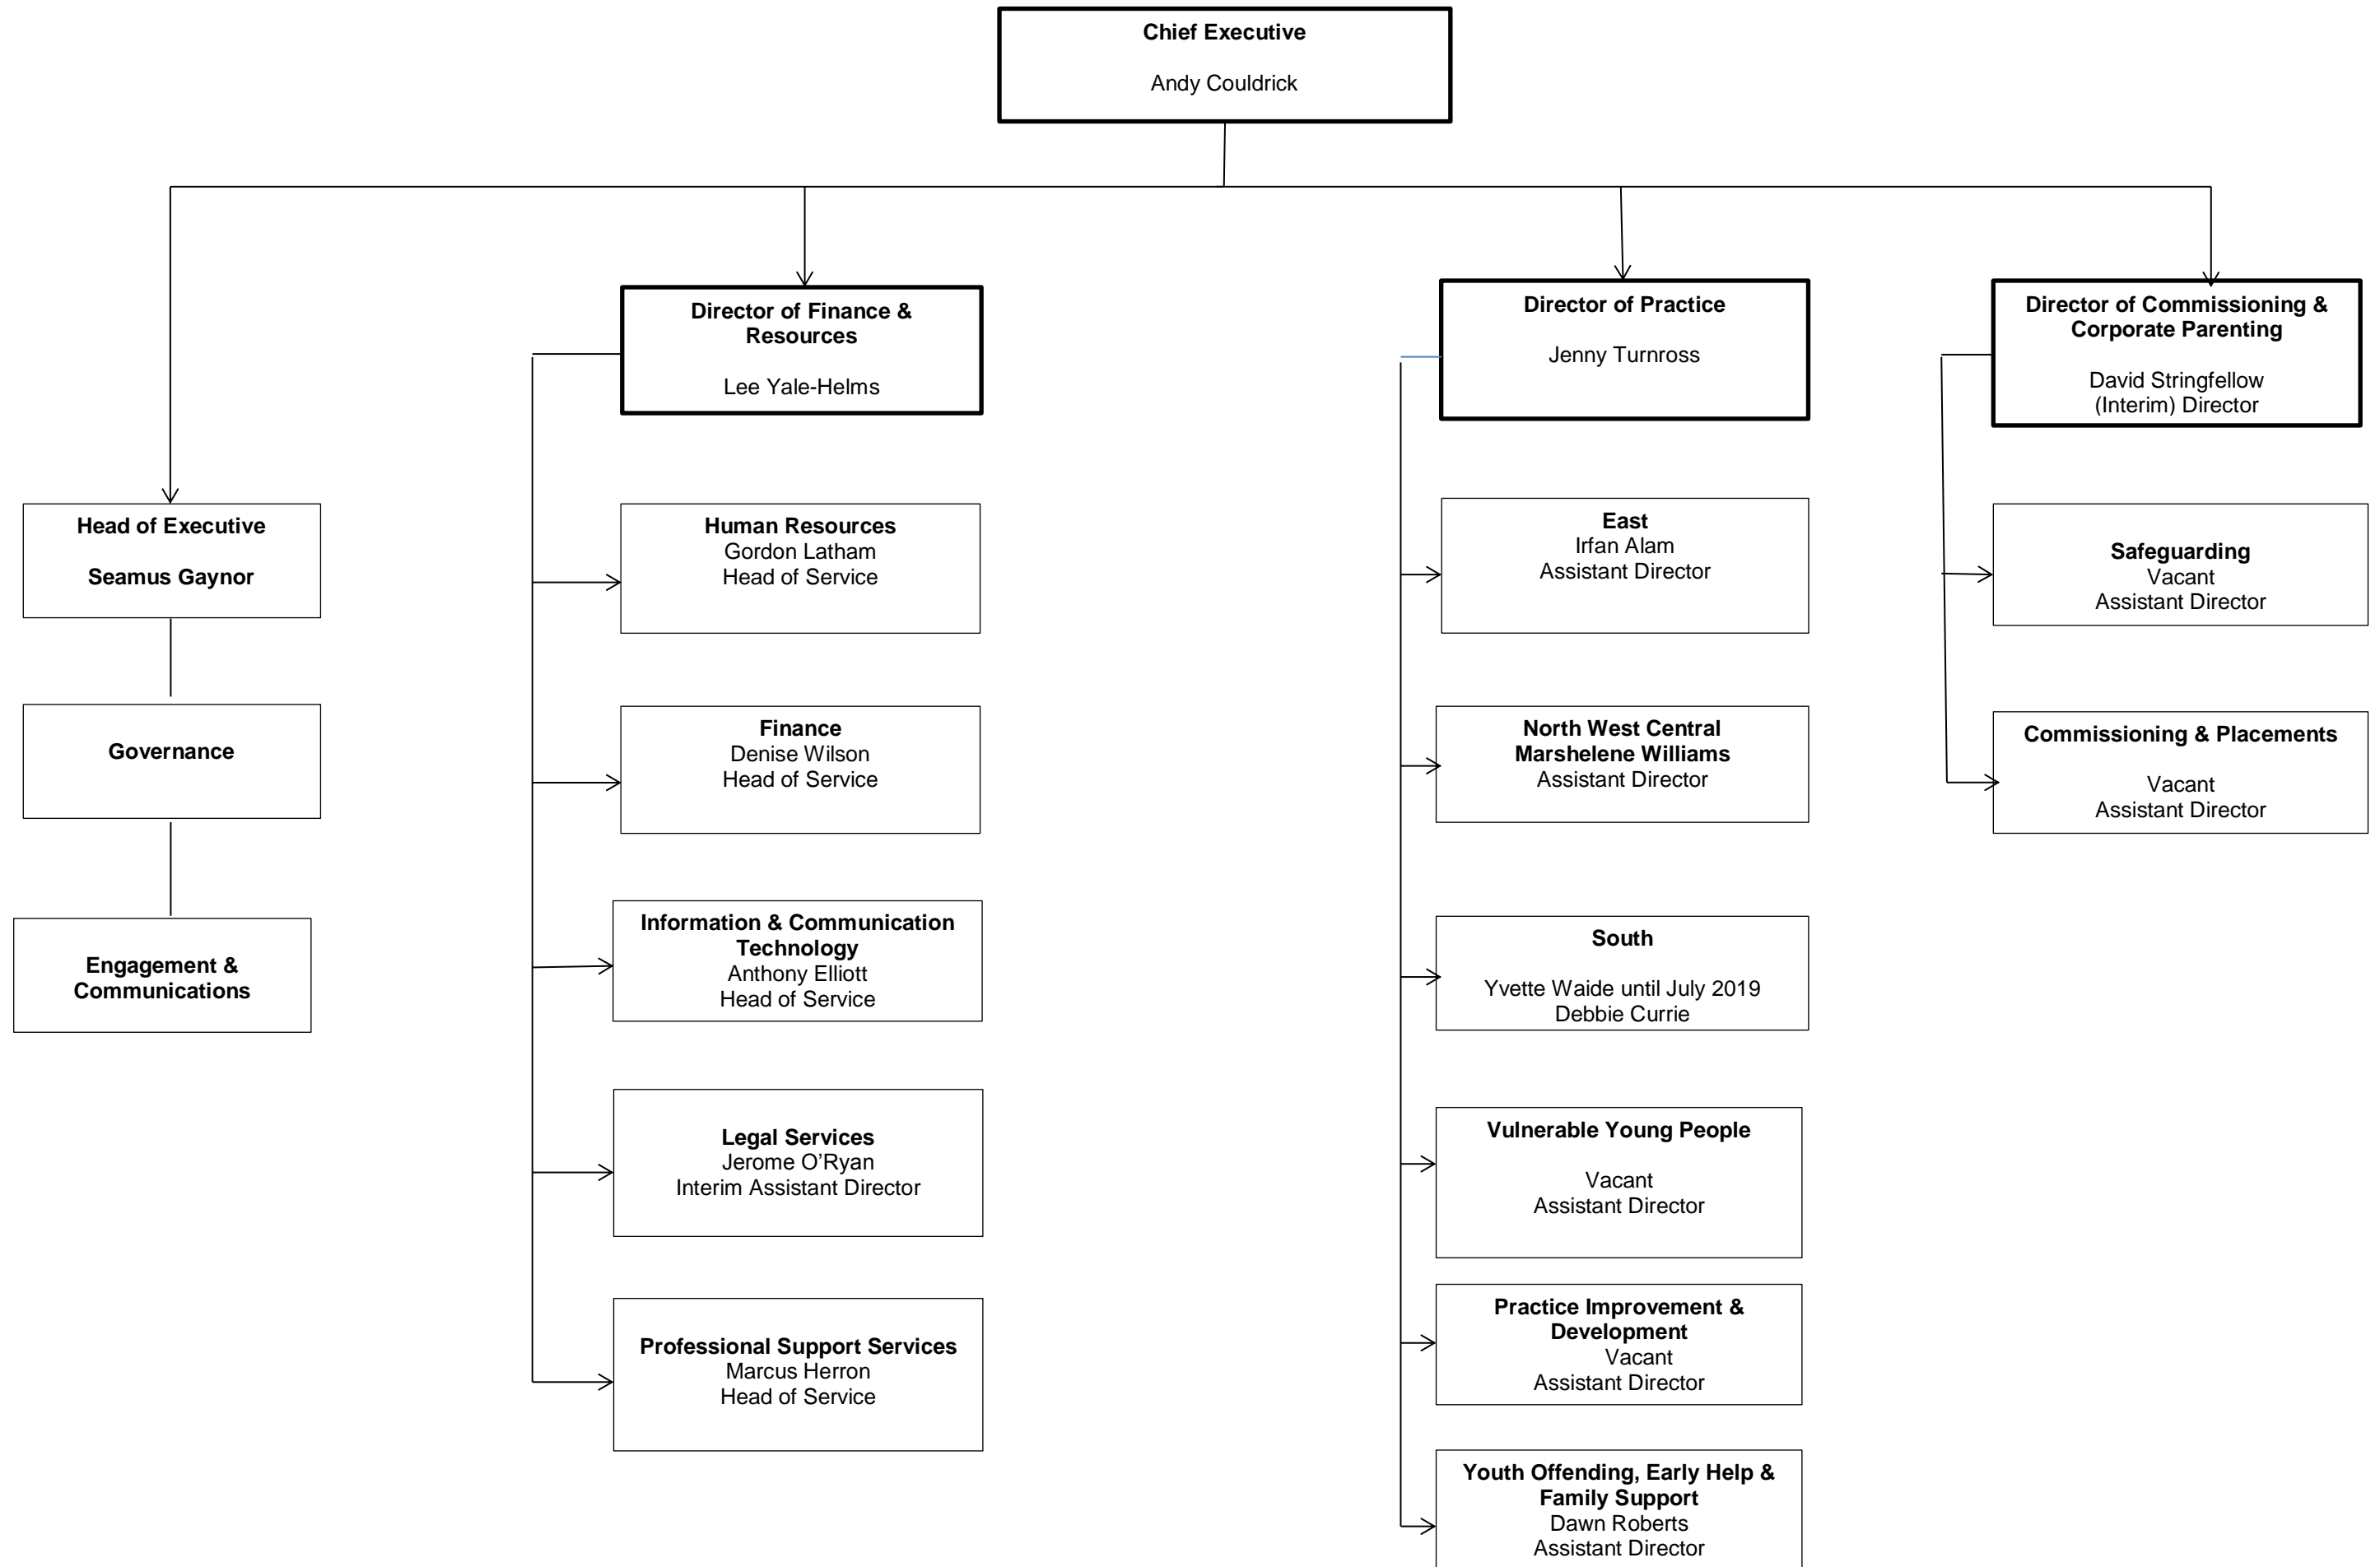 Chief Executive
Andy Couldrick
Director of Finance &
Resources
Lee Yale-Helms
Director of Practice
Jenny Turnross
Director of Commissioning &
Corporate Parenting
David Stringfellow
(Interim) Director
Head of Executive
Seamus Gaynor
Governance
Engagement &
Communications
Human Resources
Gordon Latham
Head of Service
Finance
Denise Wilson
Head of Service
Information & Communication
Technology
Anthony Elliott
Head of Service
Legal Services
Jerome O’Ryan
Interim Assistant Director
Professional Support Services
Marcus Herron
Head of Service
East
Irfan Alam
Assistant Director
North West Central
Marshelene Williams
Assistant Director
South
Yvette Waide until July 2019
Debbie Currie
Vulnerable Young People
Vacant
Assistant Director
Practice Improvement &
Development
Vacant
Assistant Director
Youth Offending, Early Help &
Family Support
Dawn Roberts
Assistant Director
Safeguarding
Vacant
Assistant Director
Commissioning & Placements
Vacant
Assistant Director